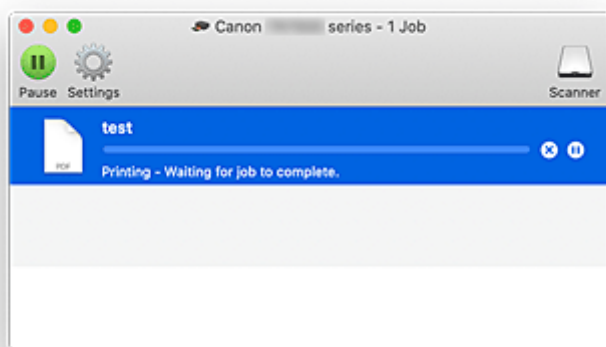 Canon series - 1 Job
Pause Settings Scanner
test
PDF
Printing - Waiting for job to complete.